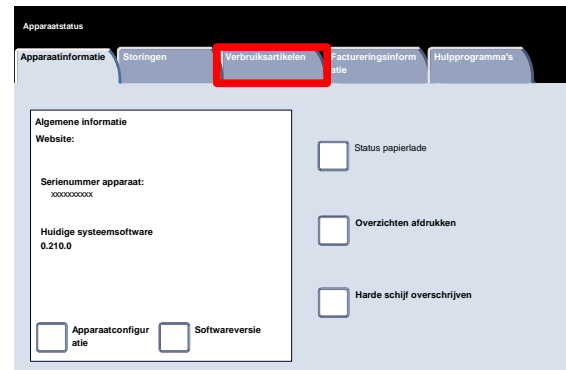 Apparaatstatus
Apparaatinformatie Storingen Verbruiksartikelen Factureringsinform Hulpprogramma's
atie
Algemene informatie
Website:
Status papierlade
Serienummer apparaat:
xxxxxxxxx
Overzichten afdrukken
Huidige systeemsoftware
0.210.0
Harde schijf overschrijven
Apparaatconfigur Softwareversie
atie